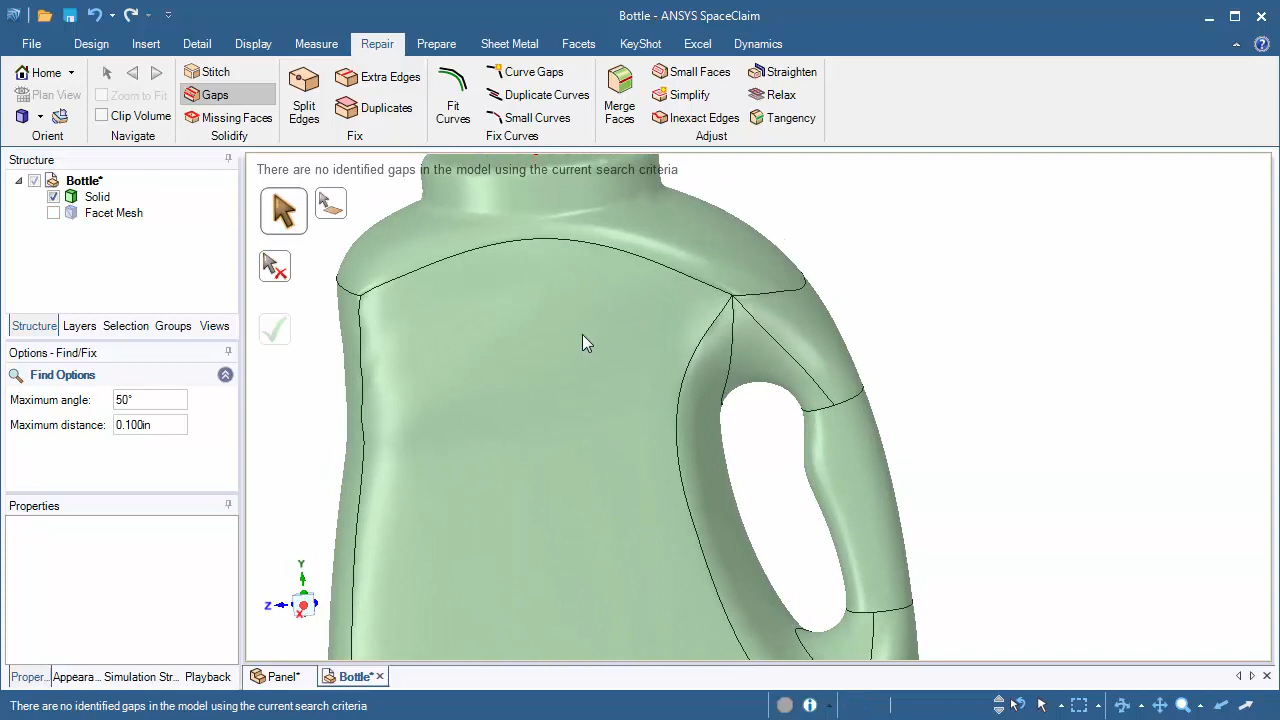 Bottle - ANSYS SpaceClaim
File Design Insert Detail Display Measure Repair Prepare Sheet Metal Facets KeyShot Excel Dynamics
Home
Plan View
Zoom to Fit
Clip Volume
Orient
Navigate
Stitch
Gaps
Missing Faces
Solidify
Split Edges
Extra Edges
Duplicates
Fix
Fit Curves
Curve Gaps
Duplicate Curves
Small Curves
Fix Curves
Merge Faces
Small Faces
Simplify
Inexact Edges
Straighten
Relax
Tangency
Adjust
Structure
Bottle*
Solid
Facet Mesh
Structure Layers Selection Groups Views
Options - Find/Fix
Find Options
Maximum angle: 50°
Maximum distance: 0.100in
Properties
Proper... Appeara... Simulation Str... Playback
There are no identified gaps in the model using the current search criteria
Y
Z
X
Panel* Bottle*
There are no identified gaps in the model using the current search criteria